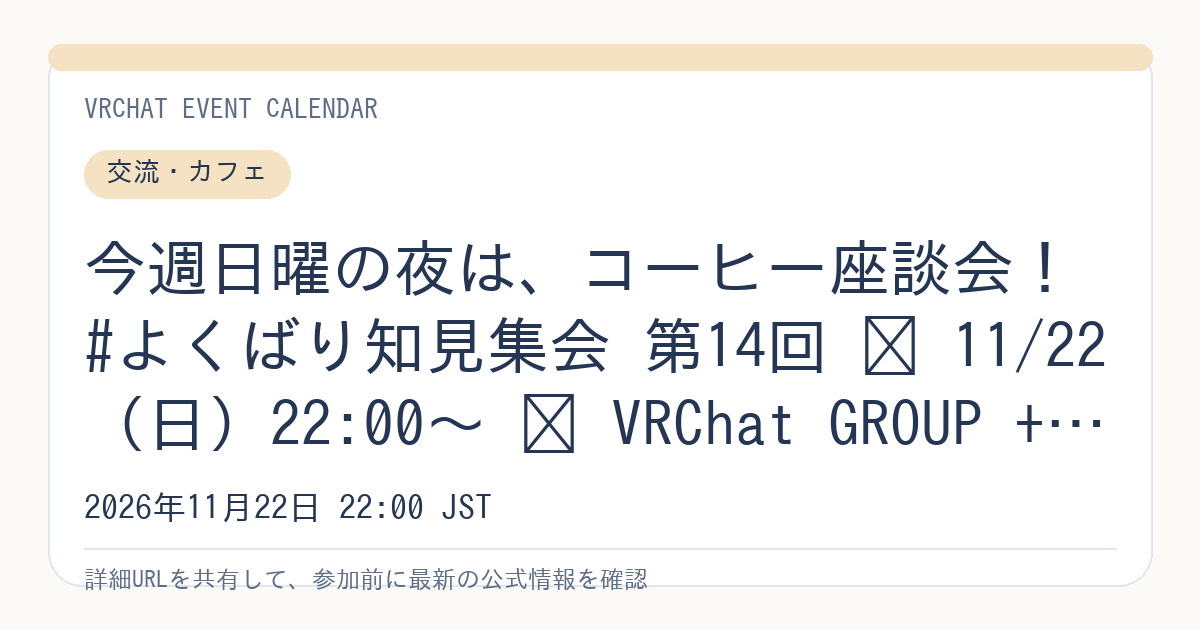 VRCHAT EVENT CALENDAR
交流・カフェ
今週日曜の夜は、コーヒー座談会！
#よくばり知見集会 第14回 11/22
（日）22:00〜 VRChat GROUP +…
2026年11月22日 22:00 JST
詳細URLを共有して、参加前に最新の公式情報を確認